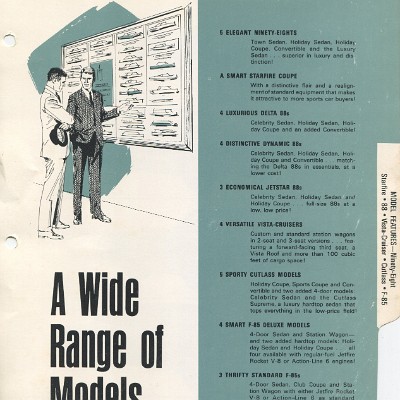 5 ELEGANT NINETY-EIGHTS
Town Sedan, Holiday Sedan, Holiday
Coupe, Convertible and the Luxury
Sedan . . . superior in luxury and dis-
tinction!
A SMART STARFIRE COUPE
With a distinctive flair and a realign-
ment of standard equipment that makes
it attractive to more sports car buyers!
4 LUXURIOUS DELTA 88s
Celebrity Sedan, Holiday Sedan, Holi-
day Coupe and an added Convertible!
4 DISTINCTIVE DYNAMIC 88s
Celebrity Sedan, Holiday Sedan, Holi-
day Coupe and Convertible . . . match-
ing the Delta 88s in essentials, at a
lower cost!
3 ECONOMICAL JETSTAR 88s
Celebrity Sedan, Holiday Sedan and
Holiday Coupe . . . full-size 88s at a
low, low price!
4 VERSATILE VISTA-CRUISERS
Custom and standard station wagons
in 2-seat and 3-seat versions . . . fea-
turing a forward-facing third seat, a
Vista Roof and more than 100 cubic
feet of cargo space!
5 SPORTY CUTLASS MODELS
Holiday Coupe, Sports Coupe and Con-
vertible and two added 4-door models:
Celebrity Sedan and the Cutlass
Supreme, a luxury hardtop sedan that
tops everything in the low-price field!
4 SMART F-85 DELUXE MODELS
4-Door Sedan and Station Wagon—
and two added hardtop models: Holi-
day Sedan and Holiday Coupe . . . all
four available with regular-fuel Jetfire
Rocket V-8 or Action-Line 6 engines!
3 THRIFTY STANDARD F-85s
4-Door Sedan, Club Coupe and Sta-
tion Wagon with either Jetfire Rocket
V-8 or Action-Line 6 as standard
A Wide
Range of
Models
MODEL FEATURES—Ninety-Eight
Starfire • 88 • Vista-Cruiser • Cutlass • F-85